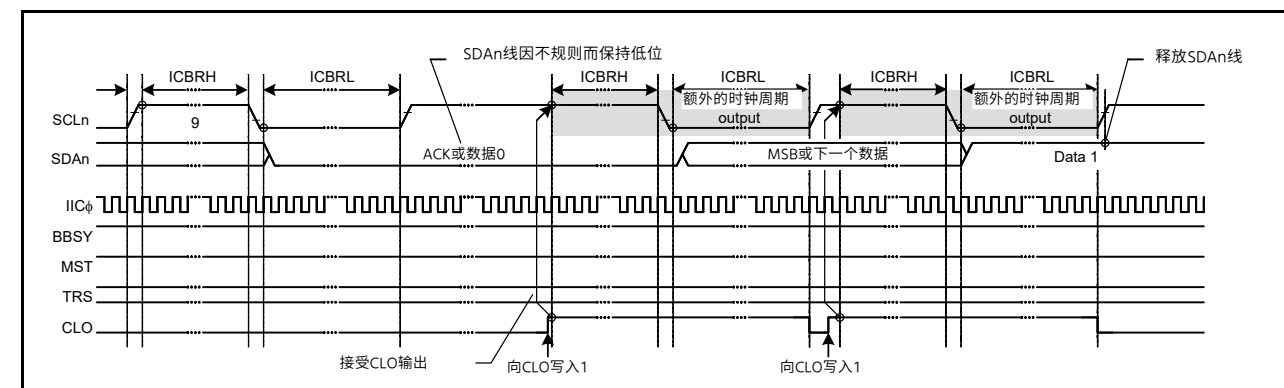 SDAn线因不规则而保持低位
释放SDAn线
ICBRH
ICBRL
ICBRH
ICBRL
ICBRH
ICBRL
额外的时钟周期
额外的时钟周期
SCLn
9
output
output
SDAn
ACK或数据0
MSB或下一个数据
Data 1
IICϕ
BBSY
MST
TRS
CLO
接受CLO输出
向CLO写入1
向CLO写入1